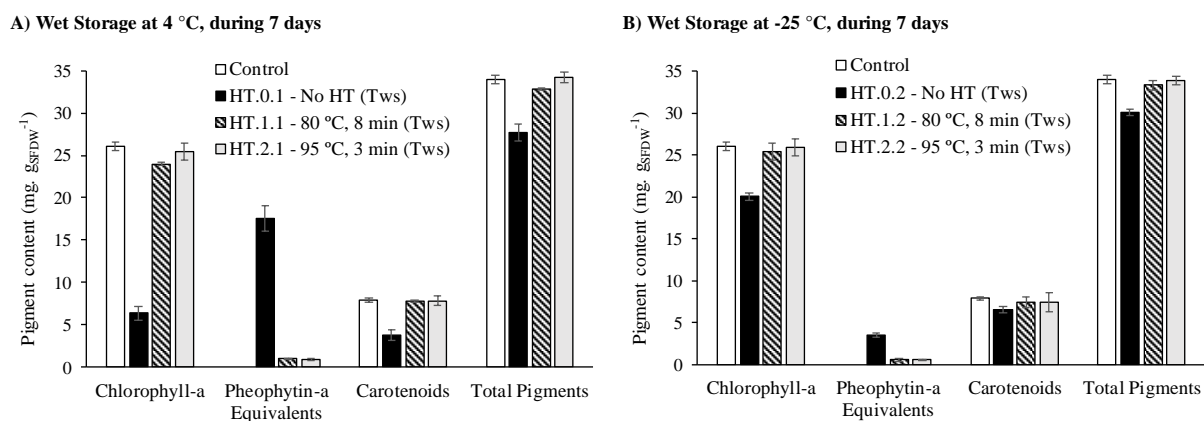 A) Wet Storage at 4 °C, during 7 days
Pigment content (mg. gSFDW-1)
35
30
25
20
15
10
5
0
Control
HT.0.1 - No HT (Tws)
HT.1.1 - 80 ºC, 8 min (Tws)
HT.2.1 - 95 ºC, 3 min (Tws)
Chlorophyll-a
Pheophytin-a
Equivalents
Carotenoids
Total Pigments
B) Wet Storage at -25 °C, during 7 days
Pigment content (mg. gSFDW-1)
35
30
25
20
15
10
5
0
Control
HT.0.2 - No HT (Tws)
HT.1.2 - 80 ºC, 8 min (Tws)
HT.2.2 - 95 ºC, 3 min (Tws)
Chlorophyll-a
Pheophytin-a
Equivalents
Carotenoids
Total Pigments